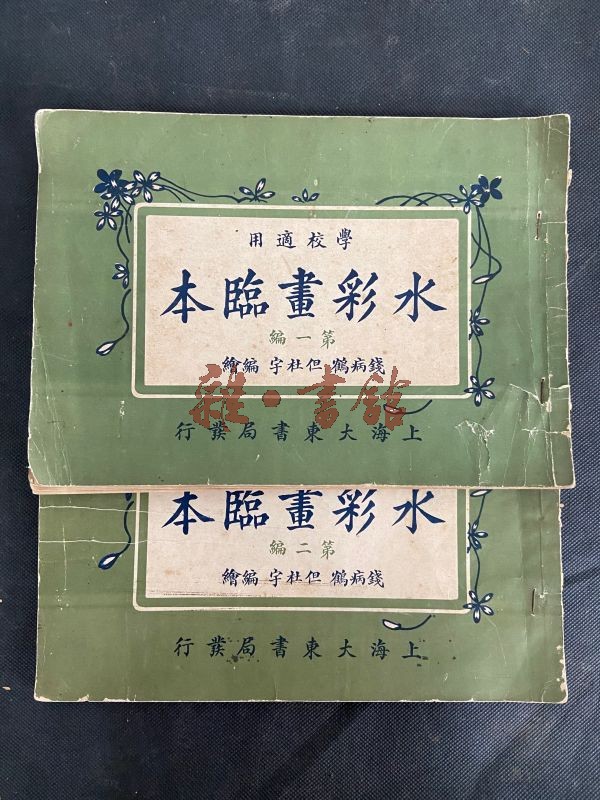 學校適用
水彩畫臨本
第一編
錢病鶴 但杜宇 編繪
雜·書館
上海大東書局發行
水彩畫臨本
第二編
錢病鶴 但杜宇 編繪
上海大東書局發行